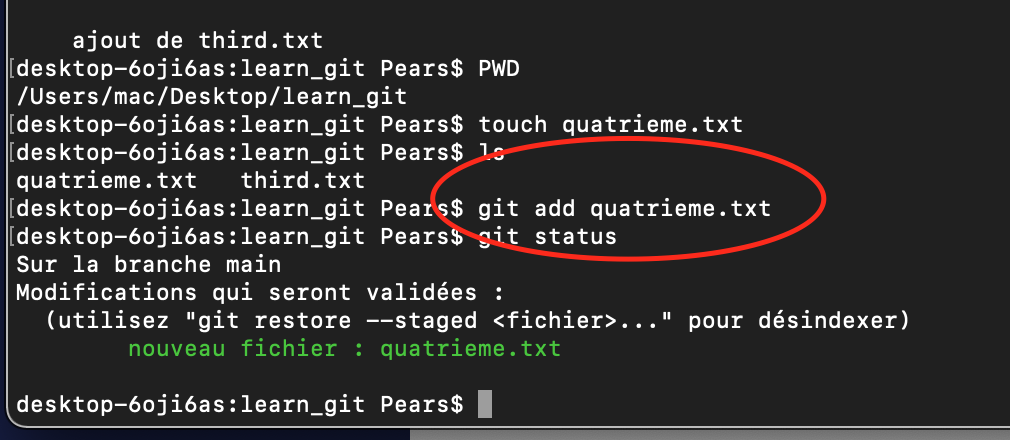 ajout de third.txt
[desktop-6oji6as:learn_git Pears$ PWD
/Users/mac/Desktop/learn_git
[desktop-6oji6as:learn_git Pears$ touch quatrieme.txt
[desktop-6oji6as:learn_git Pears$ ls
quatrieme.txt third.txt
[desktop-6oji6as:learn_git Pears$ git add quatrieme.txt
[desktop-6oji6as:learn_git Pears$ git status
Sur la branche main
Modifications qui seront validées :
(utilisez "git restore --staged <fichier>..." pour désindexer)
nouveau fichier : quatrieme.txt
desktop-6oji6as:learn_git Pears$